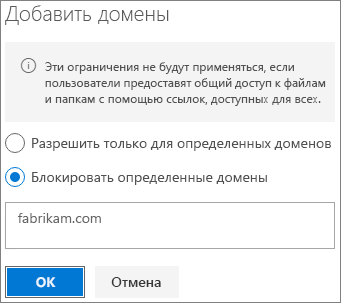 Добавить домены
Эти ограничения не будут применяться, если
пользователи предоставят общий доступ к файлам
и папкам с помощью ссылок, доступных для всех.
Разрешить только для определенных доменов
Блокировать определенные домены
fabrikam.com
ОК
Отмена